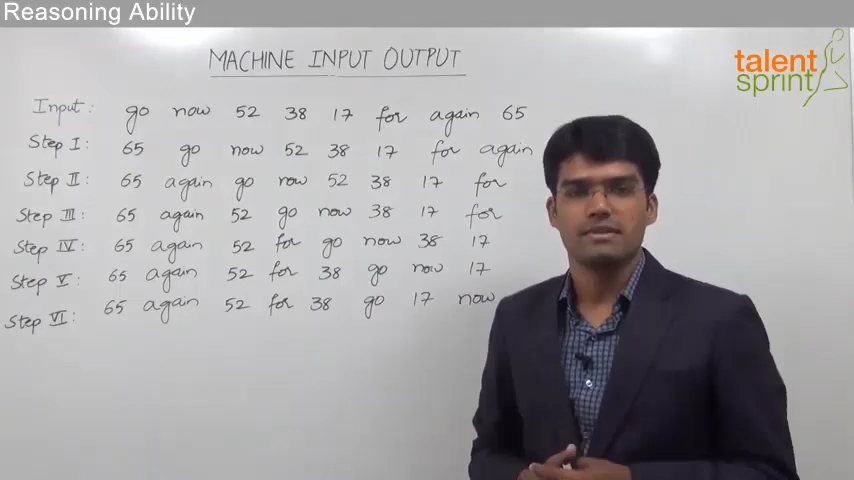 Reasoning Ability
MACHINE INPUT OUTPUT
talent
sprint
Input: go now 52 38 17 for again 65
Step I: 65 go now 52 38 17 for again
Step II: 65 again go now 52 38 17 for
Step III: 65 again 52 go now 38 17 for
Step IV: 65 again 52 for go now 38 17
Step V: 65 again 52 for 38 go now 17
Step VI: 65 again 52 for 38 go 17 now